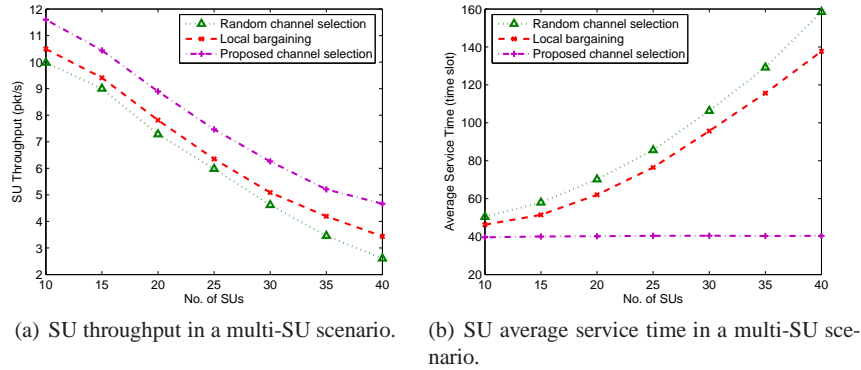 12
11
10
9
8
7
6
5
4
3
2
SU Throughput (pkt/s)
Random channel selection
Local bargaining
Proposed channel selection
10 15 20 25 30 35 40
No. of SUs
(a) SU throughput in a multi-SU scenario.
160
140
120
100
80
60
40
20
Average Service Time (time slot)
Random channel selection
Local bargaining
Proposed channel selection
10 15 20 25 30 35 40
No. of SUs
(b) SU average service time in a multi-SU sce-
nario.